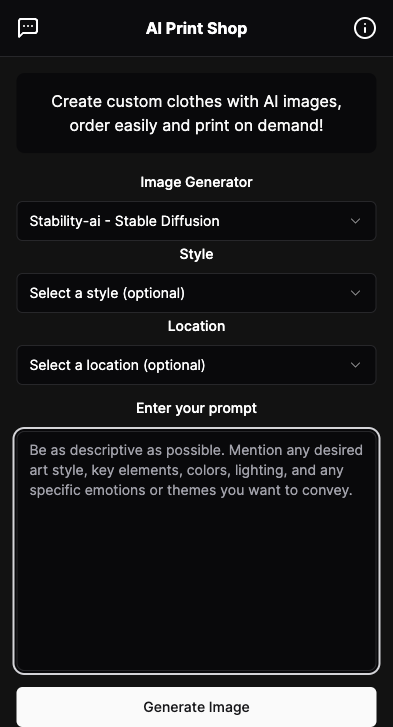 AI Print Shop
Create custom clothes with AI images,
order easily and print on demand!
Image Generator
Stability-ai - Stable Diffusion
Style
Select a style (optional)
Location
Select a location (optional)
Enter your prompt
Be as descriptive as possible. Mention any desired
art style, key elements, colors, lighting, and any
specific emotions or themes you want to convey.
Generate Image